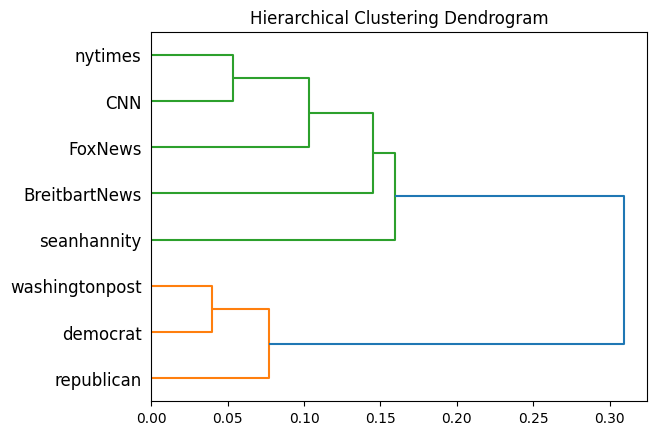 Hierarchical Clustering Dendrogram
nytimes
CNN
FoxNews
BreitbartNews
seanhannity
washingtonpost
democrat
republican
0.00 0.05 0.10 0.15 0.20 0.25 0.30